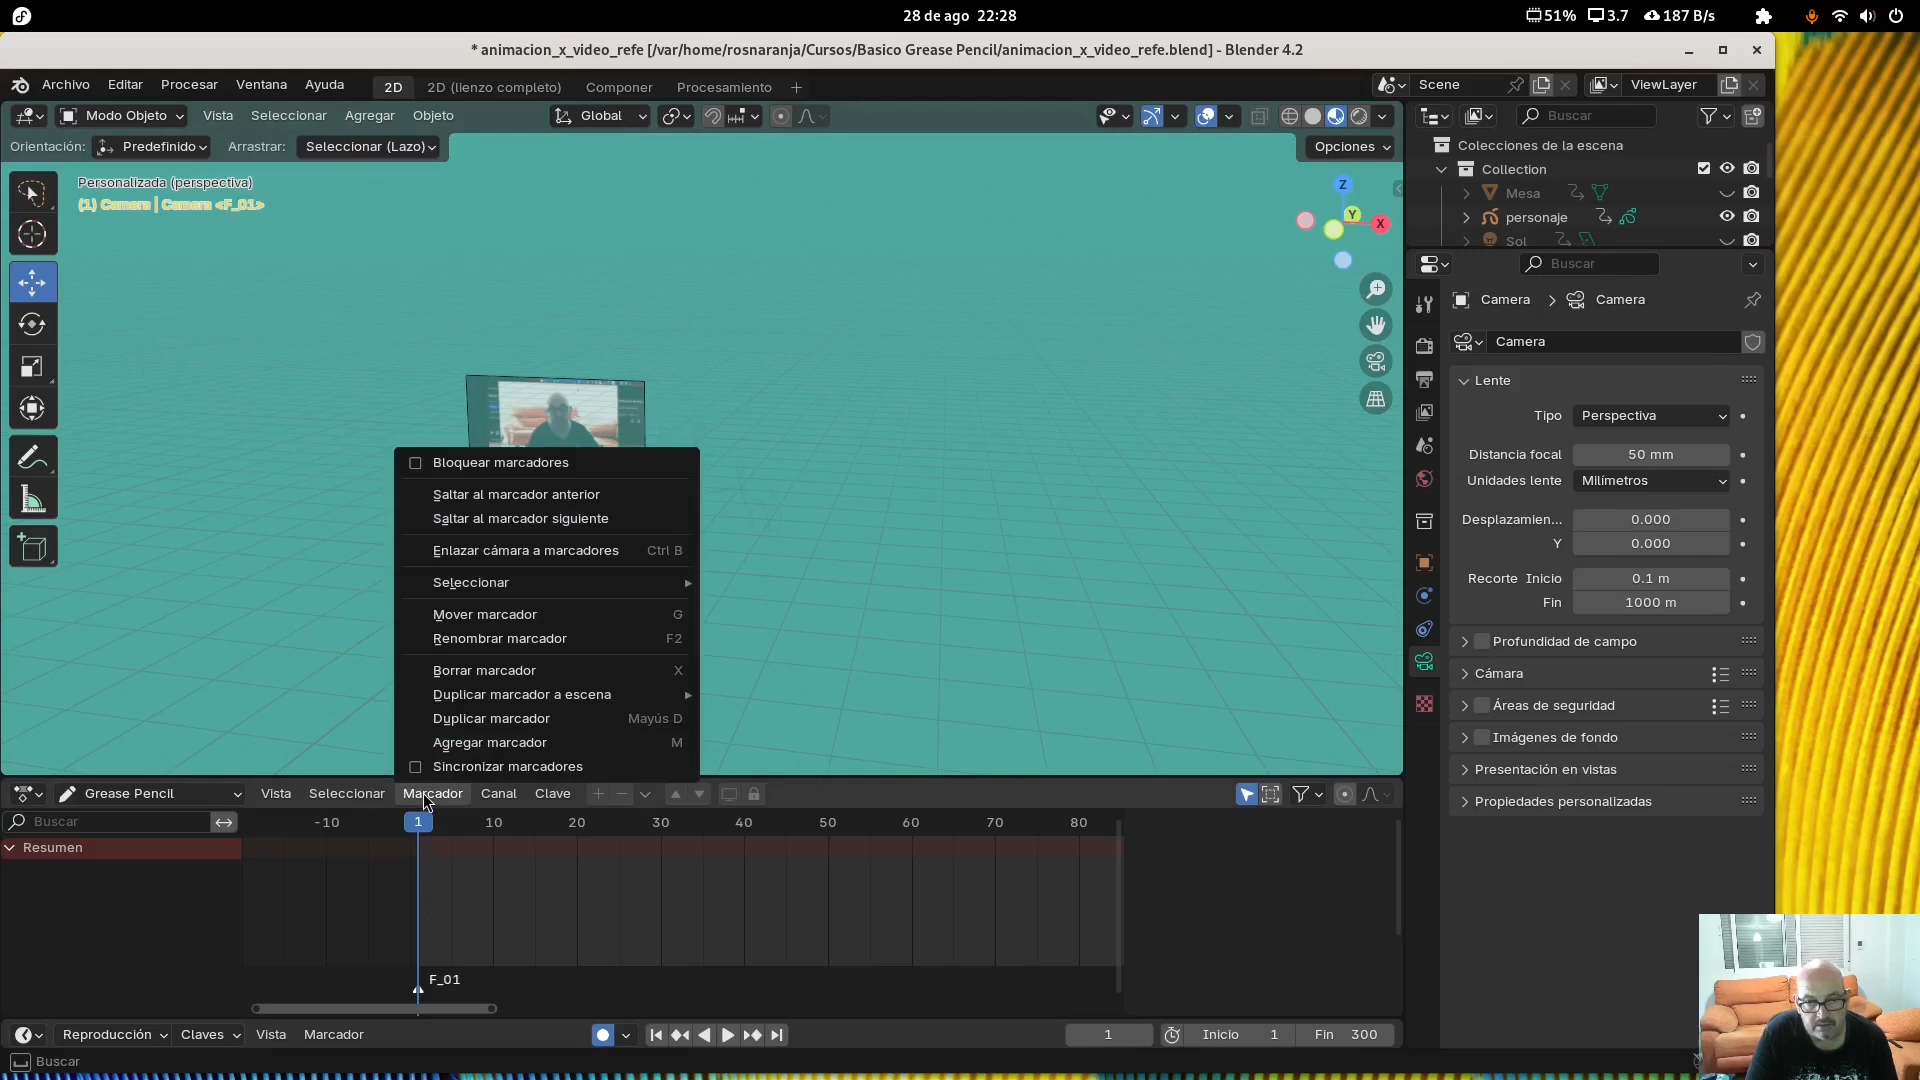 28 de ago 22:28
51% 3.7 187 B/s
* animacion_x_video_refe [/var/home/rosnaranja/Cursos/Basico Grease Pencil/animacion_x_video_refe.blend] - Blender 4.2
Archivo Editar Procesar Ventana Ayuda 2D 2D (lienzo completo) Componer Procesamiento + Scene ViewLayer
Modo Objeto Vista Seleccionar Agregar Objeto Global Buscar
Orientación: Predefinido Arrastrar: Seleccionar (Lazo) Opciones
Colecciones de la escena
Collection
Mesa
personaje
Sol
Personalizada (perspectiva)
(1) Camera | Camera <F_01>
Z
Y
X
Buscar
Camera > Camera
Camera
Lente
Tipo Perspectiva
Distancia focal 50 mm
Unidades lente Milímetros
Desplazamien... 0.000
Y 0.000
Recorte Inicio 0.1 m
Fin 1000 m
Profundidad de campo
Cámara
Áreas de seguridad
Imágenes de fondo
Presentación en vistas
Propiedades personalizadas
Bloquear marcadores
Saltar al marcador anterior
Saltar al marcador siguiente
Enlazar cámara a marcadores Ctrl B
Seleccionar
Mover marcador G
Renombrar marcador F2
Borrar marcador X
Duplicar marcador a escena
Duplicar marcador Mayús D
Agregar marcador M
Sincronizar marcadores
Grease Pencil Vista Seleccionar Marcador Canal Clave
Buscar -10 1 10 20 30 40 50 60 70 80
Resumen
F_01
Reproducción Claves Vista Marcador 1 Inicio 1 Fin 300
Buscar